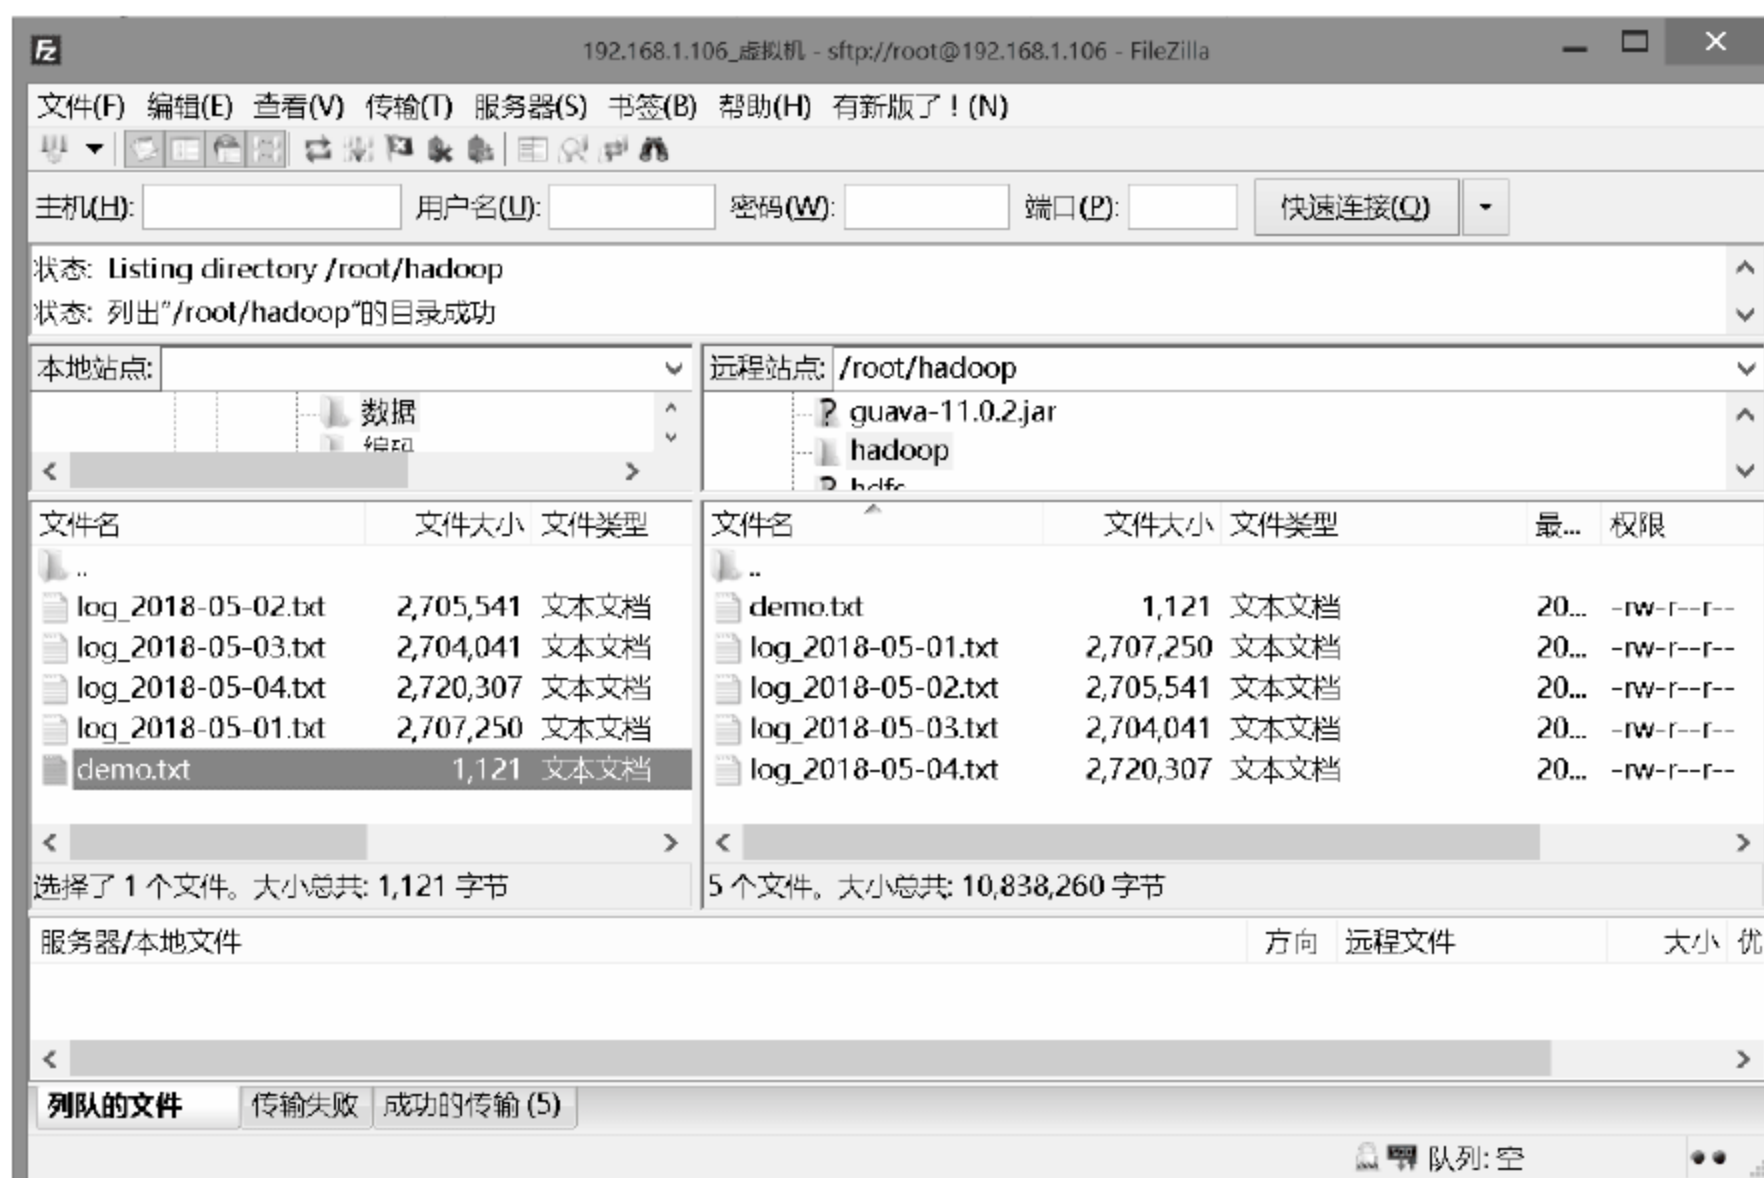 Fz
192.168.1.106_虚拟机 - sftp://root@192.168.1.106 - FileZilla
文件(F) 编辑(E) 查看(V) 传输(T) 服务器(S) 书签(B) 帮助(H) 有新版了！(N)
主机(H): 用户名(U): 密码(W): 端口(P): 快速连接(Q)
状态: Listing directory /root/hadoop
状态: 列出"/root/hadoop"的目录成功
本地站点:
数据
编码
远程站点: /root/hadoop
guava-11.0.2.jar
hadoop
hdfs
文件名 文件大小 文件类型
..
log_2018-05-02.txt 2,705,541 文本文档
log_2018-05-03.txt 2,704,041 文本文档
log_2018-05-04.txt 2,720,307 文本文档
log_2018-05-01.txt 2,707,250 文本文档
demo.txt 1,121 文本文档
选择了 1 个文件。大小总共: 1,121 字节
文件名 文件大小 文件类型 最... 权限
..
demo.txt 1,121 文本文档 20... -rw-r--r--
log_2018-05-01.txt 2,707,250 文本文档 20... -rw-r--r--
log_2018-05-02.txt 2,705,541 文本文档 20... -rw-r--r--
log_2018-05-03.txt 2,704,041 文本文档 20... -rw-r--r--
log_2018-05-04.txt 2,720,307 文本文档 20... -rw-r--r--
5 个文件。大小总共: 10,838,260 字节
服务器/本地文件 方向 远程文件 大小 优
列队的文件 传输失败 成功的传输 (5)
队列: 空